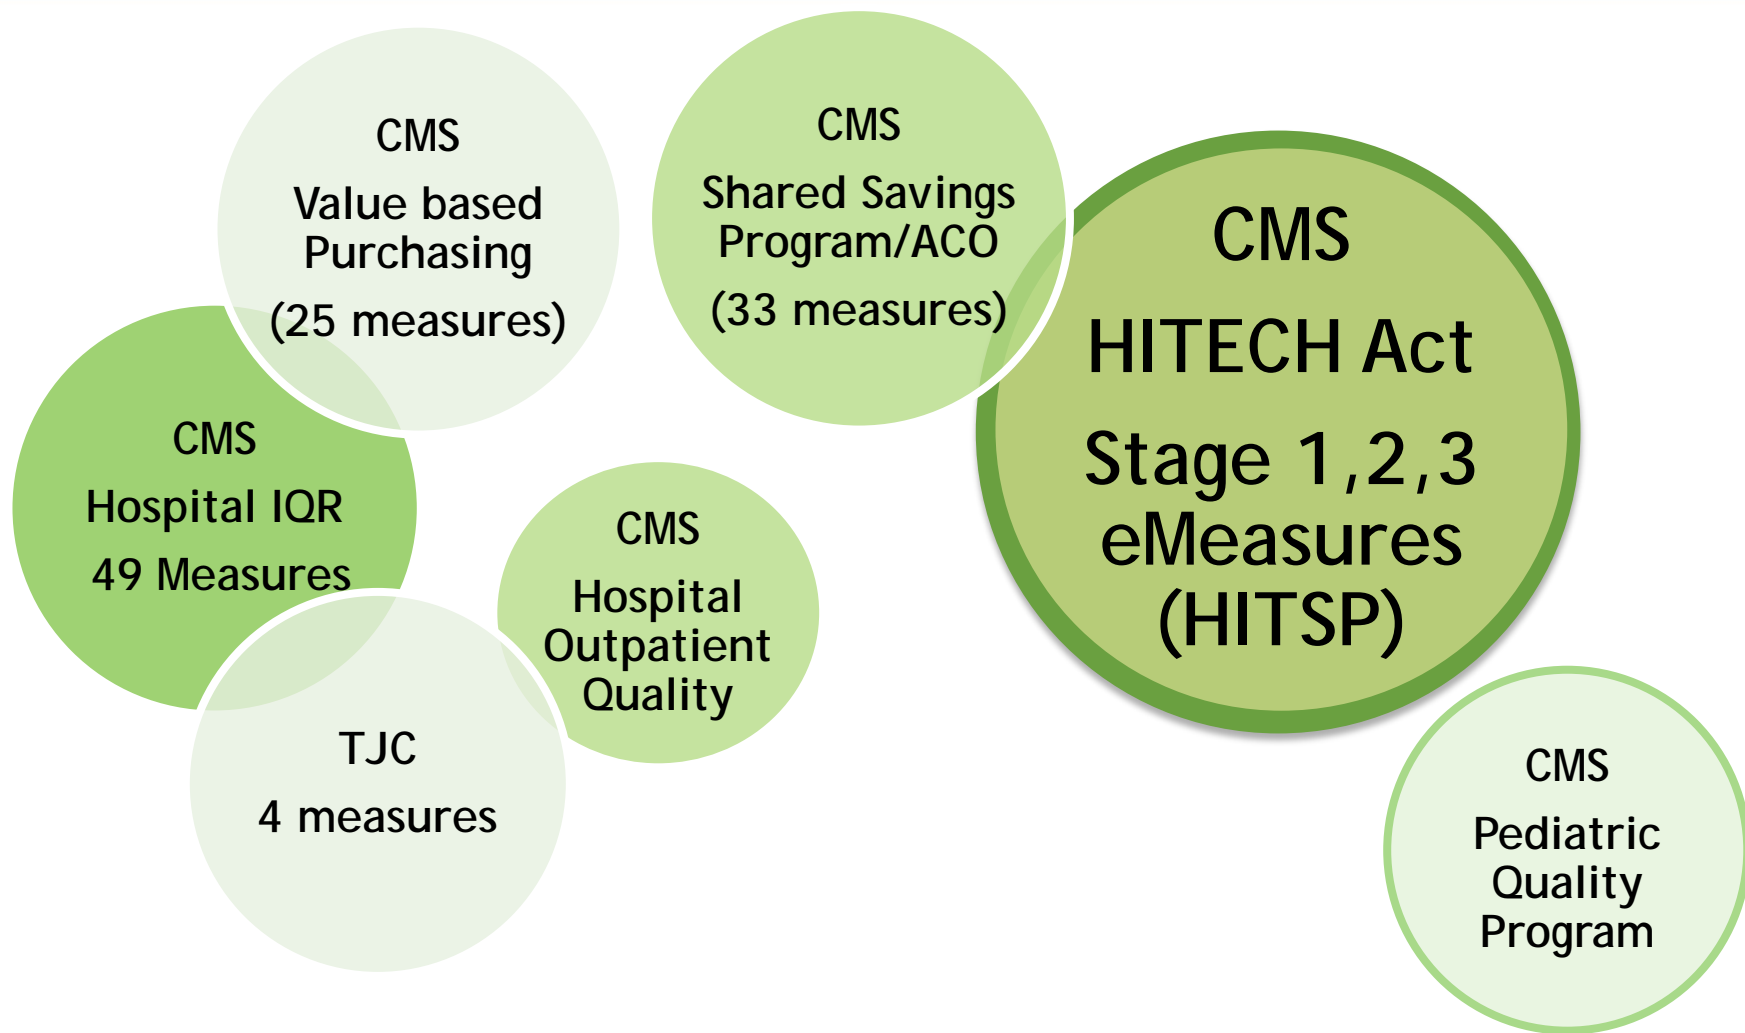 CMS
Value based
Purchasing
(25 measures)
CMS
Shared Savings
Program/ACO
(33 measures)
CMS
HITECH Act
Stage 1,2,3
eMeasures
(HITSP)
CMS
Hospital IQR
49 Measures
CMS
Hospital
Outpatient
Quality
TJC
4 measures
CMS
Pediatric
Quality
Program